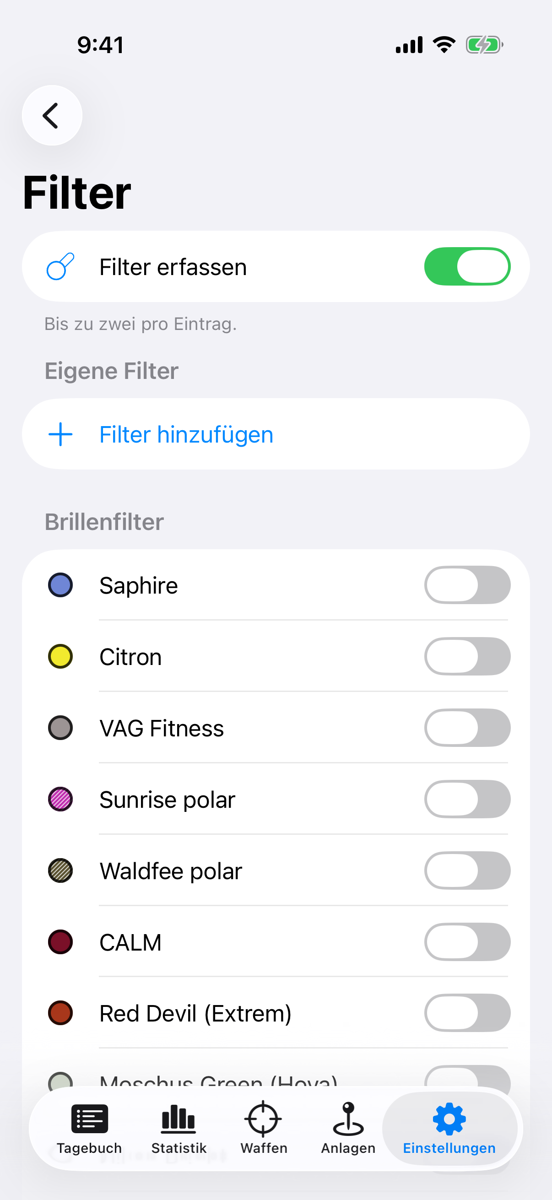 9:41
Filter
Filter erfassen
Bis zu zwei pro Eintrag.
Eigene Filter
Filter hinzufügen
Brillenfilter
Saphire
Citron
VAG Fitness
Sunrise polar
Waldfee polar
CALM
Red Devil (Extrem)
Moschus Green (Hoya)
Tagebuch
Statistik
Waffen
Anlagen
Einstellungen